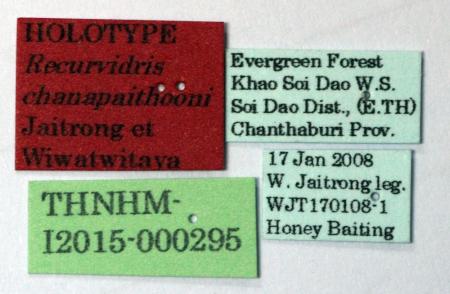 HOLOTYPE
Recurvidris
chanapaithooni
Jaitrong et
Wiwatwitaya
Evergreen Forest
Khao Soi Dao W.S.
Soi Dao Dist., (E.TH)
Chanthaburi Prov.
17 Jan 2008
W. Jaitrong leg.
WJT170108-1
Honey Baiting
THNHM-
I2015-000295